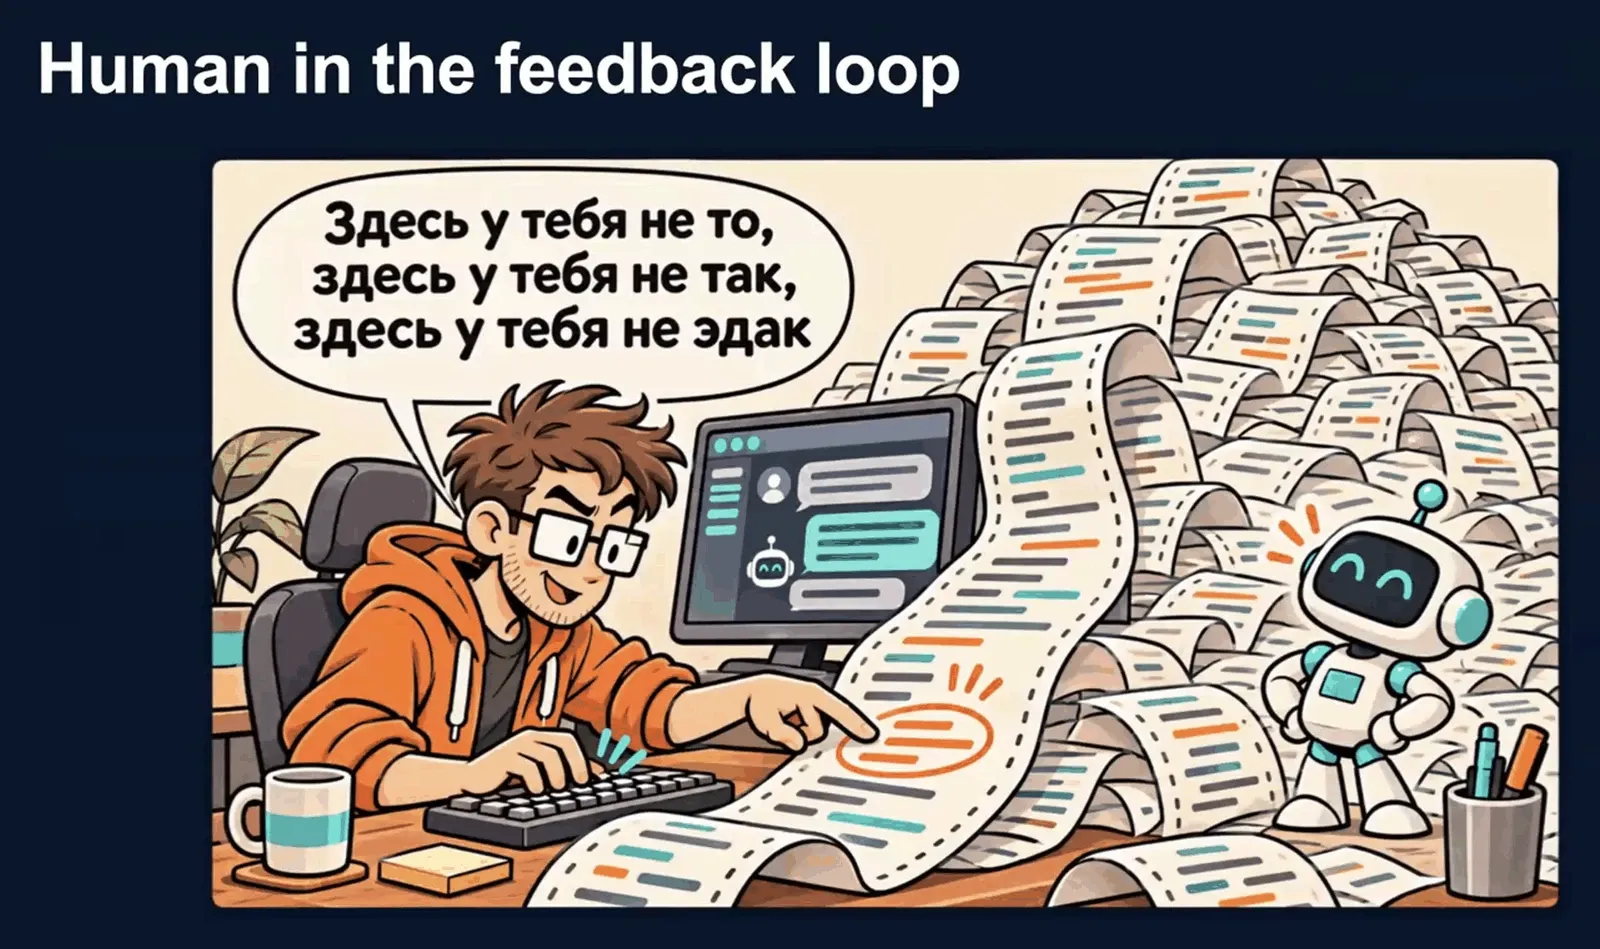 Human in the feedback loop
Здесь у тебя не то,
здесь у тебя не так,
здесь у тебя не эдак